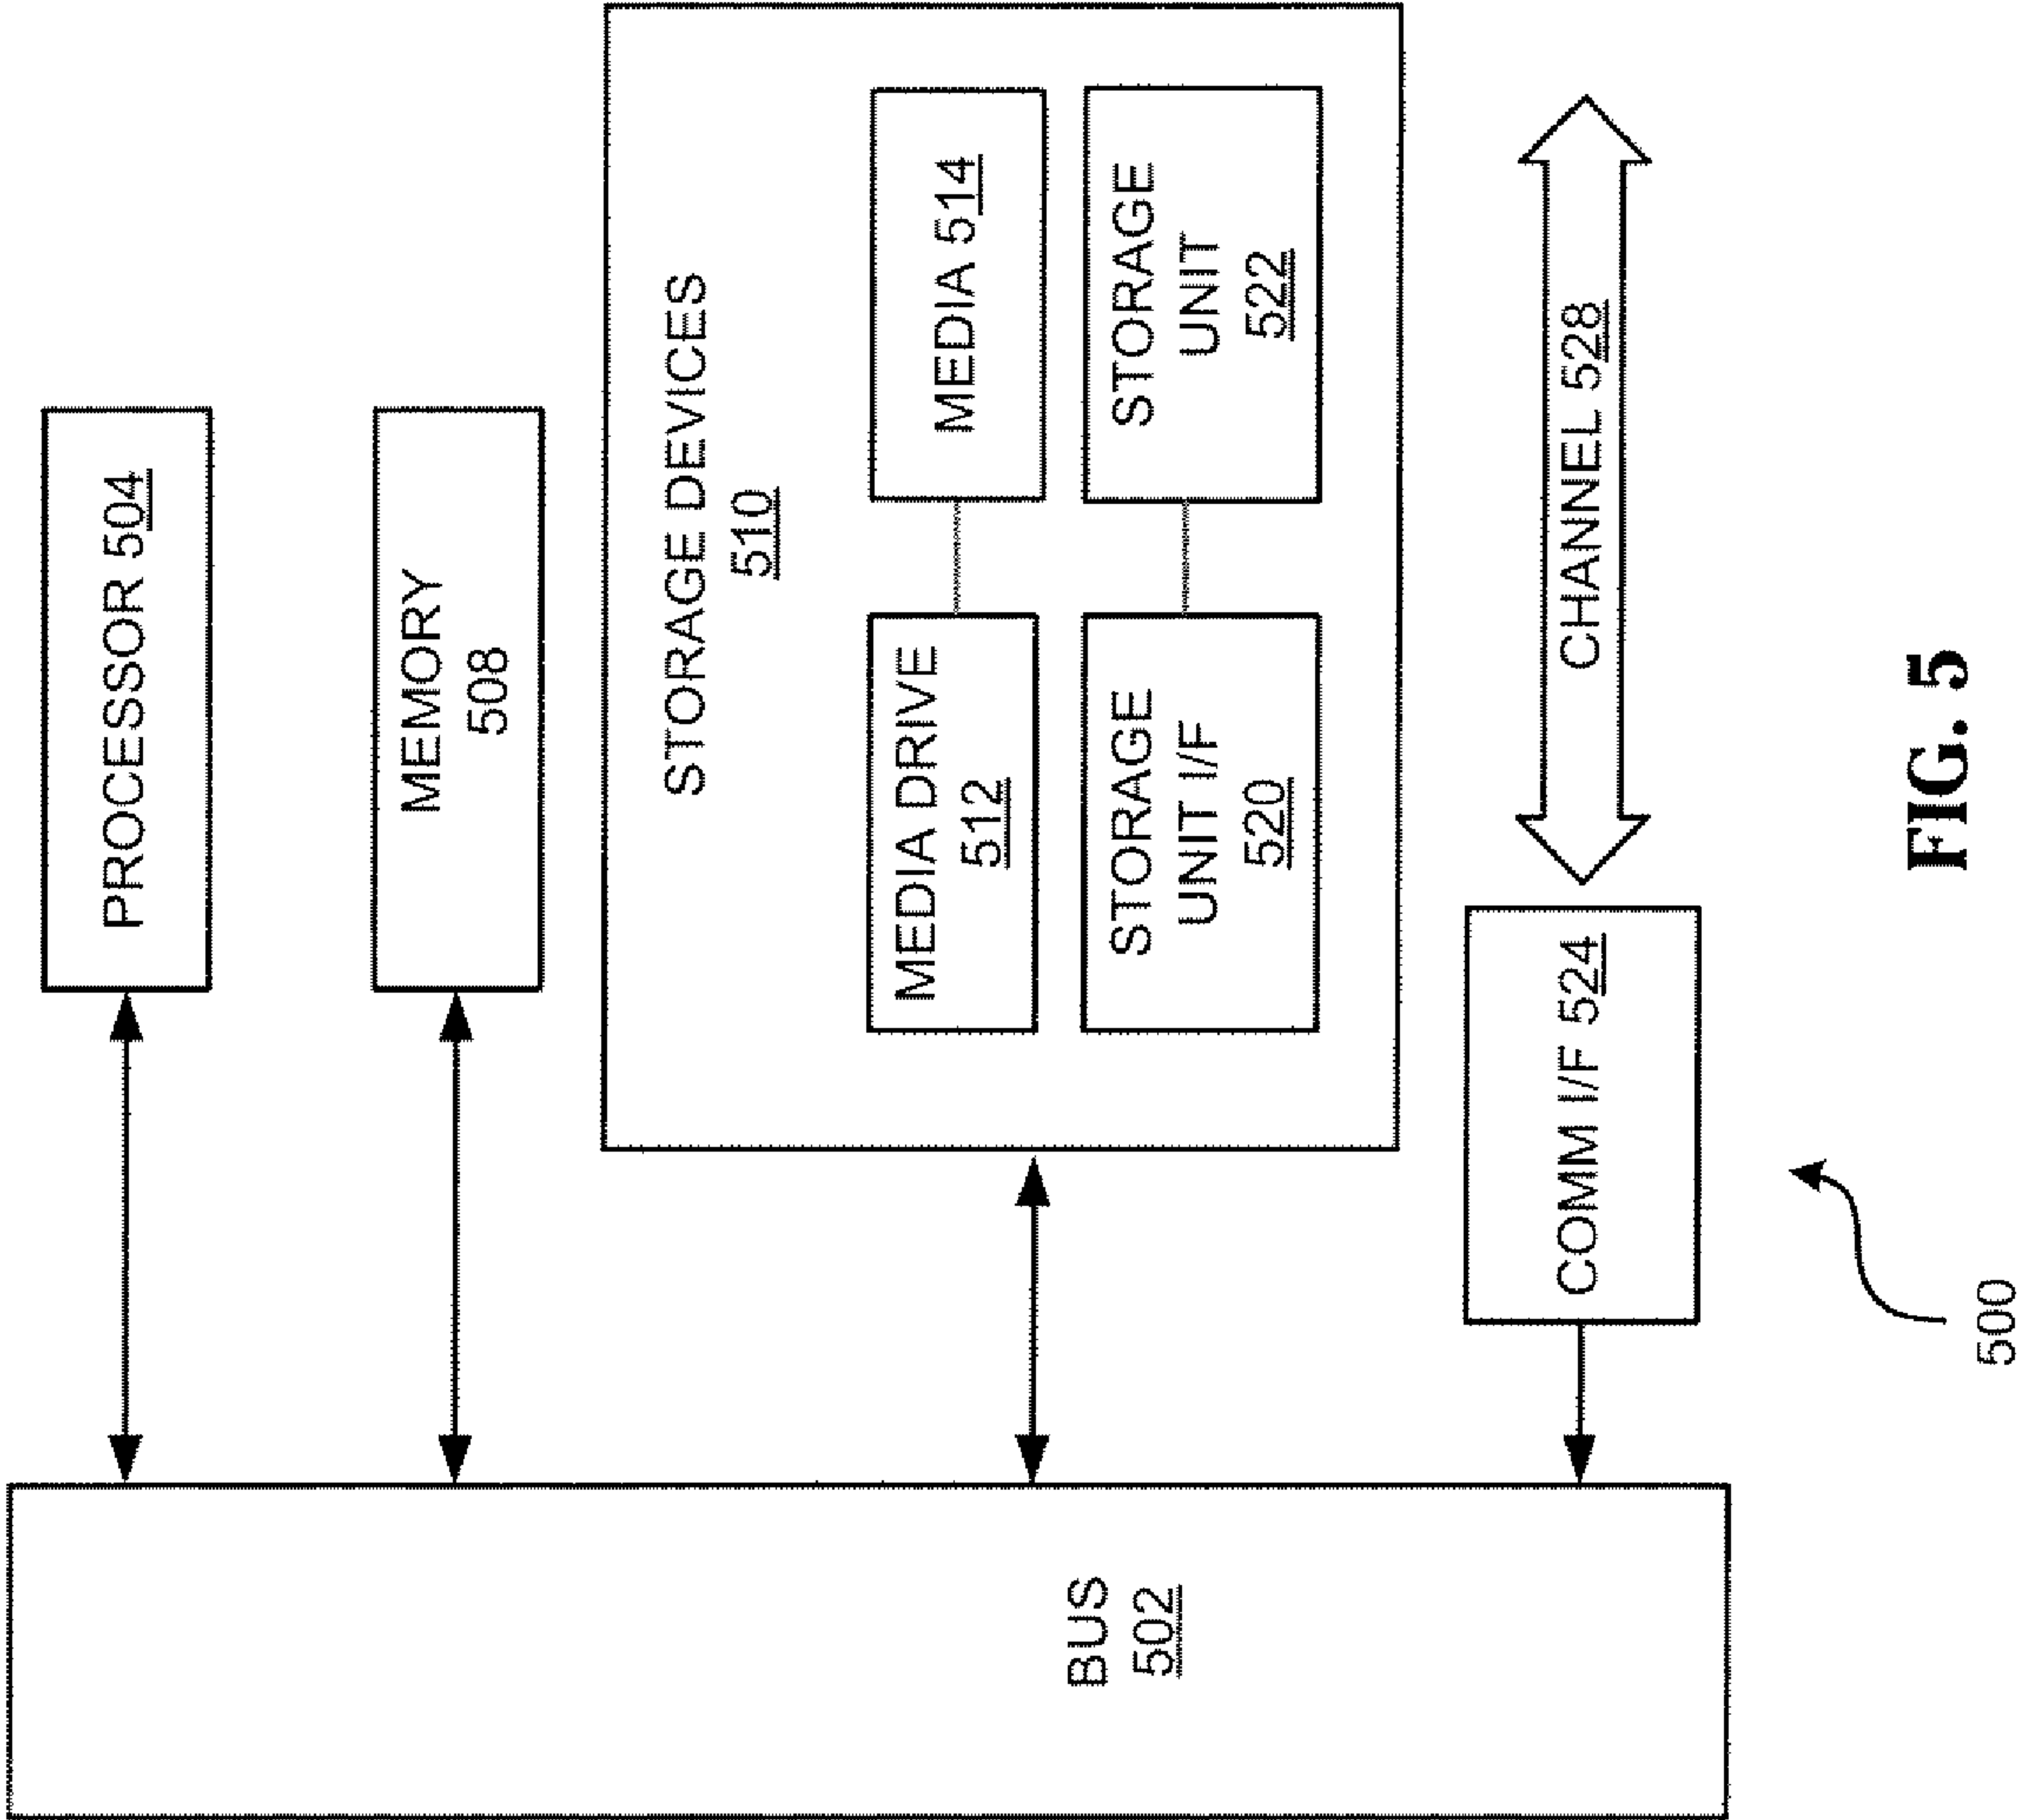 PROCESSOR 504
MEMORY
508
STORAGE DEVICES
510
MEDIA DRIVE
512
MEDIA 514
STORAGE
UNIT I/F
520
STORAGE
UNIT
522
BUS
502
COMM I/F 524
CHANNEL 528
500
FIG. 5